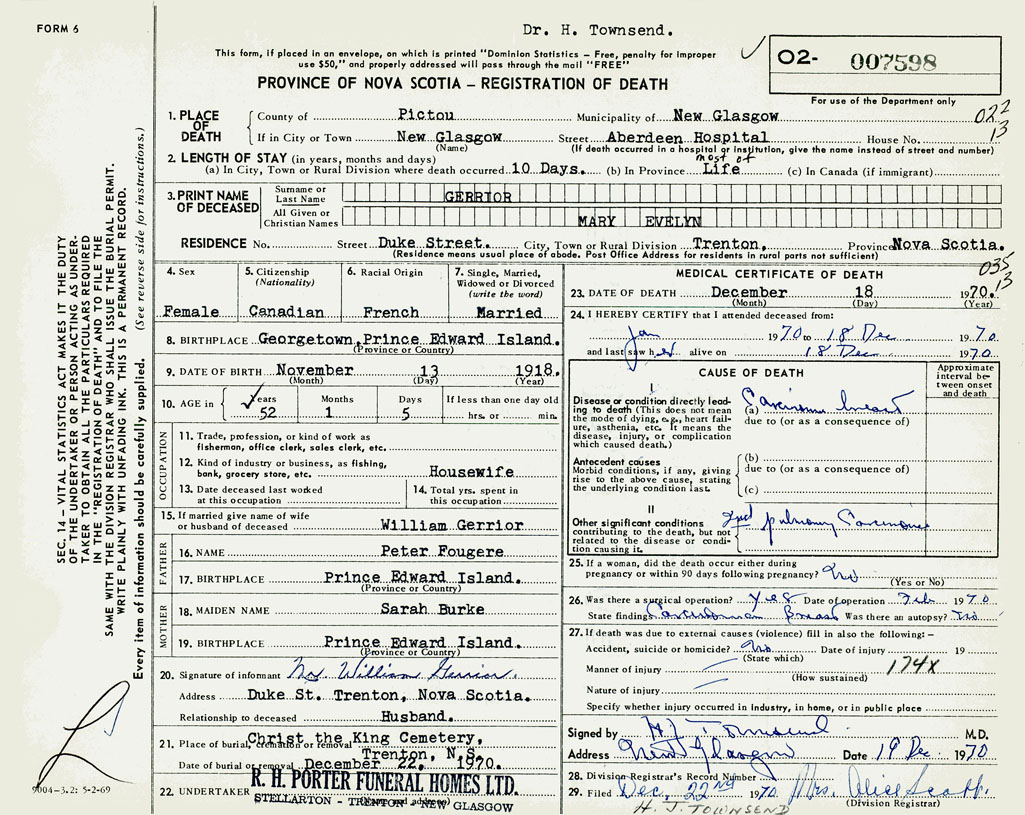 FORM 6
Dr. H. Townsend.
This form, if placed in an envelope, on which is printed "Dominion Statistics – Free, penalty for improper
use $50," and properly addressed will pass through the mail "FREE"
PROVINCE OF NOVA SCOTIA – REGISTRATION OF DEATH
02- 007598
For use of the Department only
022
13
SEC. 14 – VITAL STATISTICS ACT MAKES IT THE DUTY
OF THE UNDERTAKER OR PERSON ACTING AS UNDER-
TAKER TO OBTAIN ALL THE PARTICULARS REQUIRED
IN THE "REGISTRATION OF DEATH" AND TO FILE THE
SAME WITH THE DIVISION REGISTRAR WHO SHALL ISSUE THE BURIAL PERMIT.
WRITE PLAINLY WITH UNFADING INK. THIS IS A PERMANENT RECORD.
Every item of information should be carefully supplied. (See reverse side for instructions.)
9004-3.2: 5-2-69
1. PLACE OF DEATH
County of Pictou Municipality of New Glasgow
If in City or Town New Glasgow Street Aberdeen Hospital House No.
(Name) (If death occurred in a hospital or institution, give the name instead of street and number)
2. LENGTH OF STAY (in years, months and days)
most of
(a) In City, Town or Rural Division where death occurred 10 Days. (b) In Province Life (c) In Canada (if immigrant)
3. PRINT NAME OF DECEASED
Surname or Last Name GERRIOR
All Given or Christian Names MARY EVELYN
RESIDENCE No. Street Duke Street. City, Town or Rural Division Trenton, Province Nova Scotia.
(Residence means usual place of abode. Post Office Address for residents in rural parts not sufficient)
035
13
4. Sex Female
5. Citizenship (Nationality) Canadian
6. Racial Origin French
7. Single, Married, Widowed or Divorced (write the word) Married
8. BIRTHPLACE Georgetown, Prince Edward Island.
(Province or Country)
9. DATE OF BIRTH November 13 1918.
(Month) (Day) (Year)
10. AGE in Years 52 Months 1 Days 5 If less than one day old
hrs. or min.
OCCUPATION
11. Trade, profession, or kind of work as
fisherman, office clerk, sales clerk, etc.
12. Kind of industry or business, as fishing,
bank, grocery store, etc. Housewife
13. Date deceased last worked
at this occupation
14. Total yrs. spent in
this occupation
15. If married give name of wife
or husband of deceased William Gerrior
FATHER
16. NAME Peter Fougere
17. BIRTHPLACE Prince Edward Island.
(Province or Country)
MOTHER
18. MAIDEN NAME Sarah Burke
19. BIRTHPLACE Prince Edward Island.
(Province or Country)
20. Signature of informant William Gerrior.
Address Duke St. Trenton, Nova Scotia.
Relationship to deceased Husband.
21. Place of burial, cremation or removal Christ the King Cemetery,
Trenton, N.S.
Date of burial or removal December 22, 1970.
22. UNDERTAKER R. H. PORTER FUNERAL HOMES LTD.
STELLARTON - TRENTON - NEW GLASGOW
MEDICAL CERTIFICATE OF DEATH
23. DATE OF DEATH December 18 1970.
(Month) (Day) (Year)
24. I HEREBY CERTIFY that I attended deceased from:
Jan 1970 to 18 Dec 1970
and last saw her alive on 18 Dec 1970
CAUSE OF DEATH
Approximate interval between onset and death
I
Disease or condition directly lead-
ing to death (This does not mean
the mode of dying, e.g., heart fail-
ure, asthenia, etc. It means the
disease, injury, or complication
which caused death.)
(a) Carcinoma breast
due to (or as a consequence of)
Antecedent causes
Morbid conditions, if any, giving
rise to the above cause, stating
the underlying condition last.
(b)
due to (or as a consequence of)
(c)
II
Other significant conditions
contributing to the death, but not
related to the disease or condi-
tion causing it.
2nd pulmonary Carcinoma
25. If a woman, did the death occur either during
pregnancy or within 90 days following pregnancy? No
(Yes or No)
26. Was there a surgical operation? Yes Date of operation Feb 1970
State findings Carcinoma Breast Was there an autopsy? No
27. If death was due to external causes (violence) fill in also the following: –
Accident, suicide or homicide? No Date of injury 19
(State which)
Manner of injury 174X
(How sustained)
Nature of injury
Specify whether injury occurred in industry, in home, or in public place
Signed by H J Townsend M.D.
Address New Glasgow Date 19 Dec 1970
28. Division Registrar's Record Number
29. Filed Dec, 22nd 1970 Mrs. Alice Scott.
(Division Registrar)
H. J. TOWNSEND